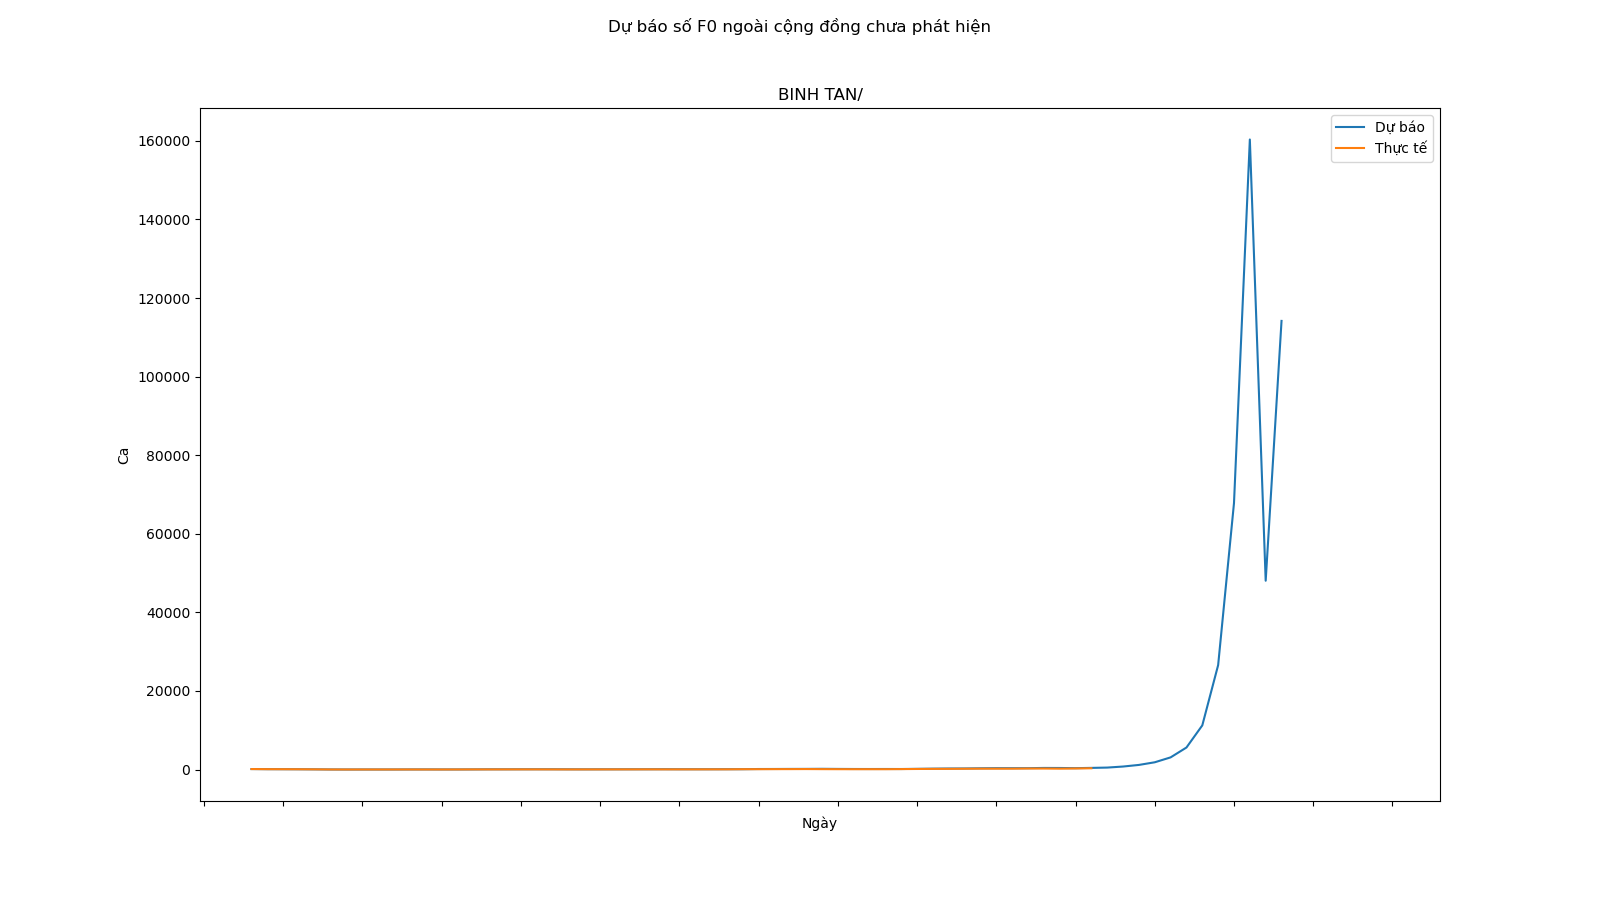 Dự báo số F0 ngoài cộng đồng chưa phát hiện
BINH TAN/
Dự báo
Thực tế
160000
140000
120000
100000
80000
60000
40000
20000
0
Ca
Ngày